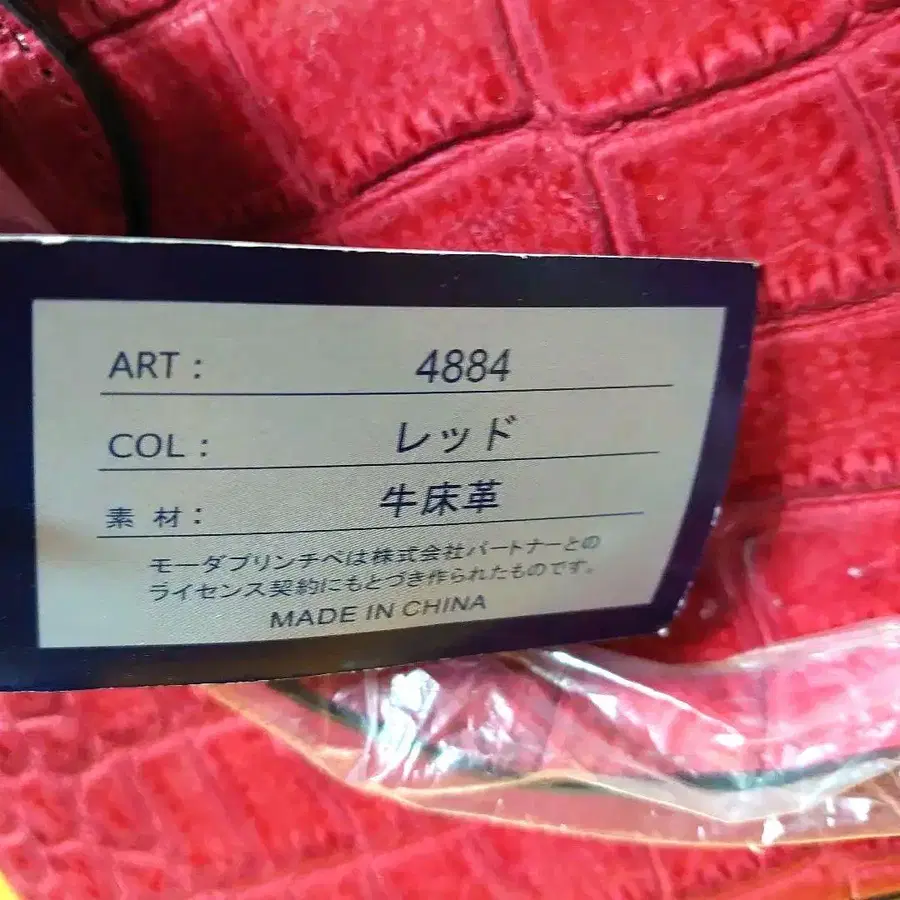 ART : 4884
COL : レッド
素 材 : 牛床革
モーダプリンチペは株式会社パートナーとの
ライセンス契約にもとづき作られたものです。
MADE IN CHINA